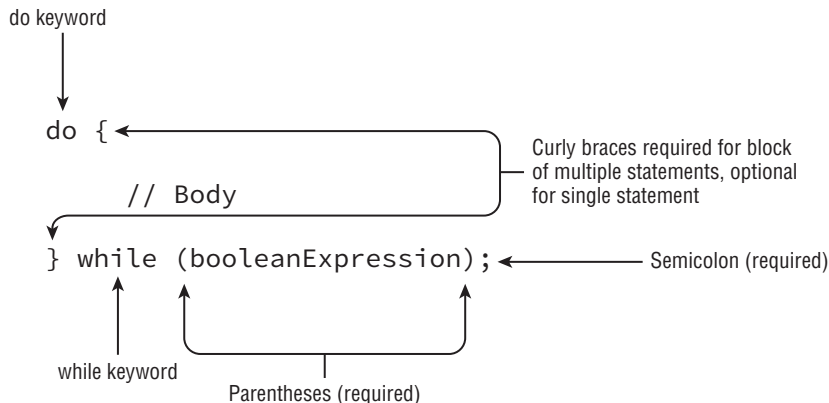 do keyword
do {
Curly braces required for block
of multiple statements, optional
for single statement
// Body
} while (booleanExpression);
Semicolon (required)
while keyword
Parentheses (required)